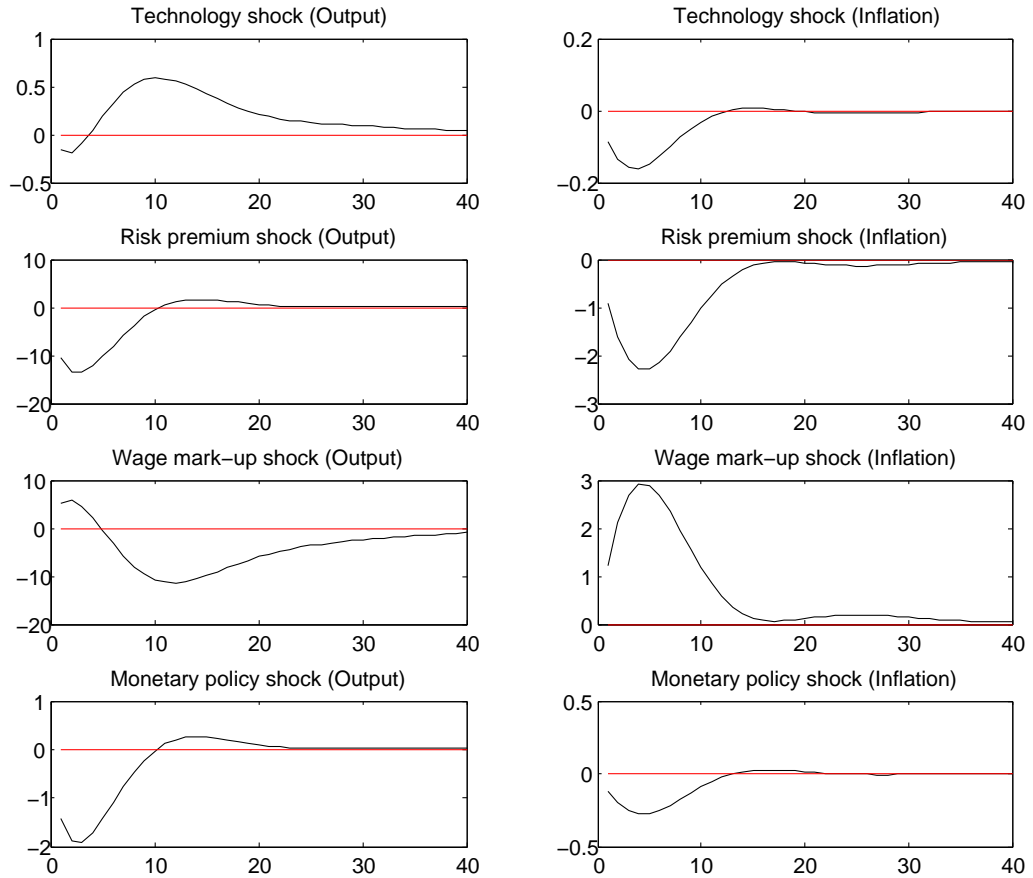 Technology shock (Output)
1
0.5
0
−0.5
0 10 20 30 40
Technology shock (Inflation)
0.2
0
−0.2
0 10 20 30 40
Risk premium shock (Output)
10
0
−10
−20
0 10 20 30 40
Risk premium shock (Inflation)
0
−1
−2
−3
0 10 20 30 40
Wage mark−up shock (Output)
10
0
−10
−20
0 10 20 30 40
Wage mark−up shock (Inflation)
3
2
1
0
0 10 20 30 40
Monetary policy shock (Output)
1
0
−1
−2
0 10 20 30 40
Monetary policy shock (Inflation)
0.5
0
−0.5
0 10 20 30 40